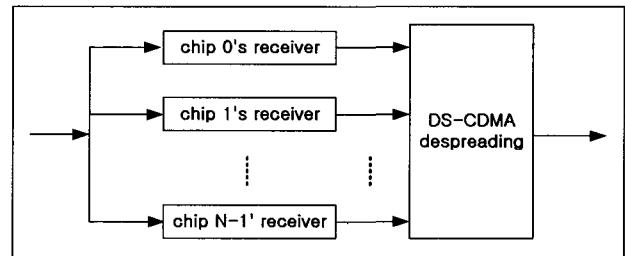 chip 0's receiver
chip 1's receiver
DS-CDMA
despreading
chip N-1' receiver